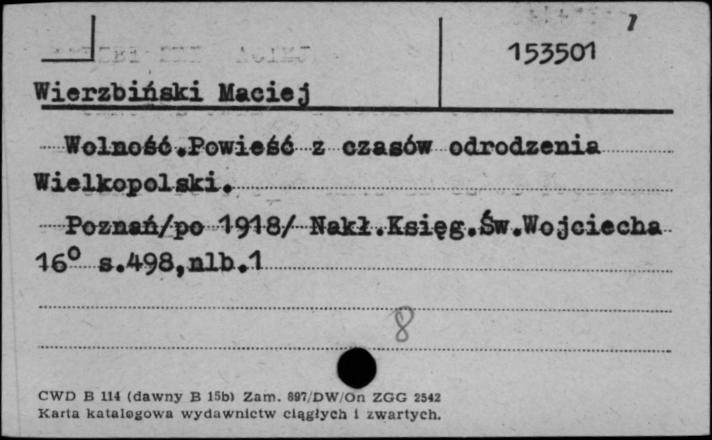 1
153501
Wierzbiński Maciej
Wolność.Powieść z czasów odrodzenia
Wielkopolski.
Poznań/po 1918/ Nakł.Księg.Św.Wojciecha
16° s.498,nlb.1
8
CWD B 114 (dawny B 15b) Zam. 897/DW/On ZGG 2542
Karta katalogowa wydawnictw ciągłych i zwartych.